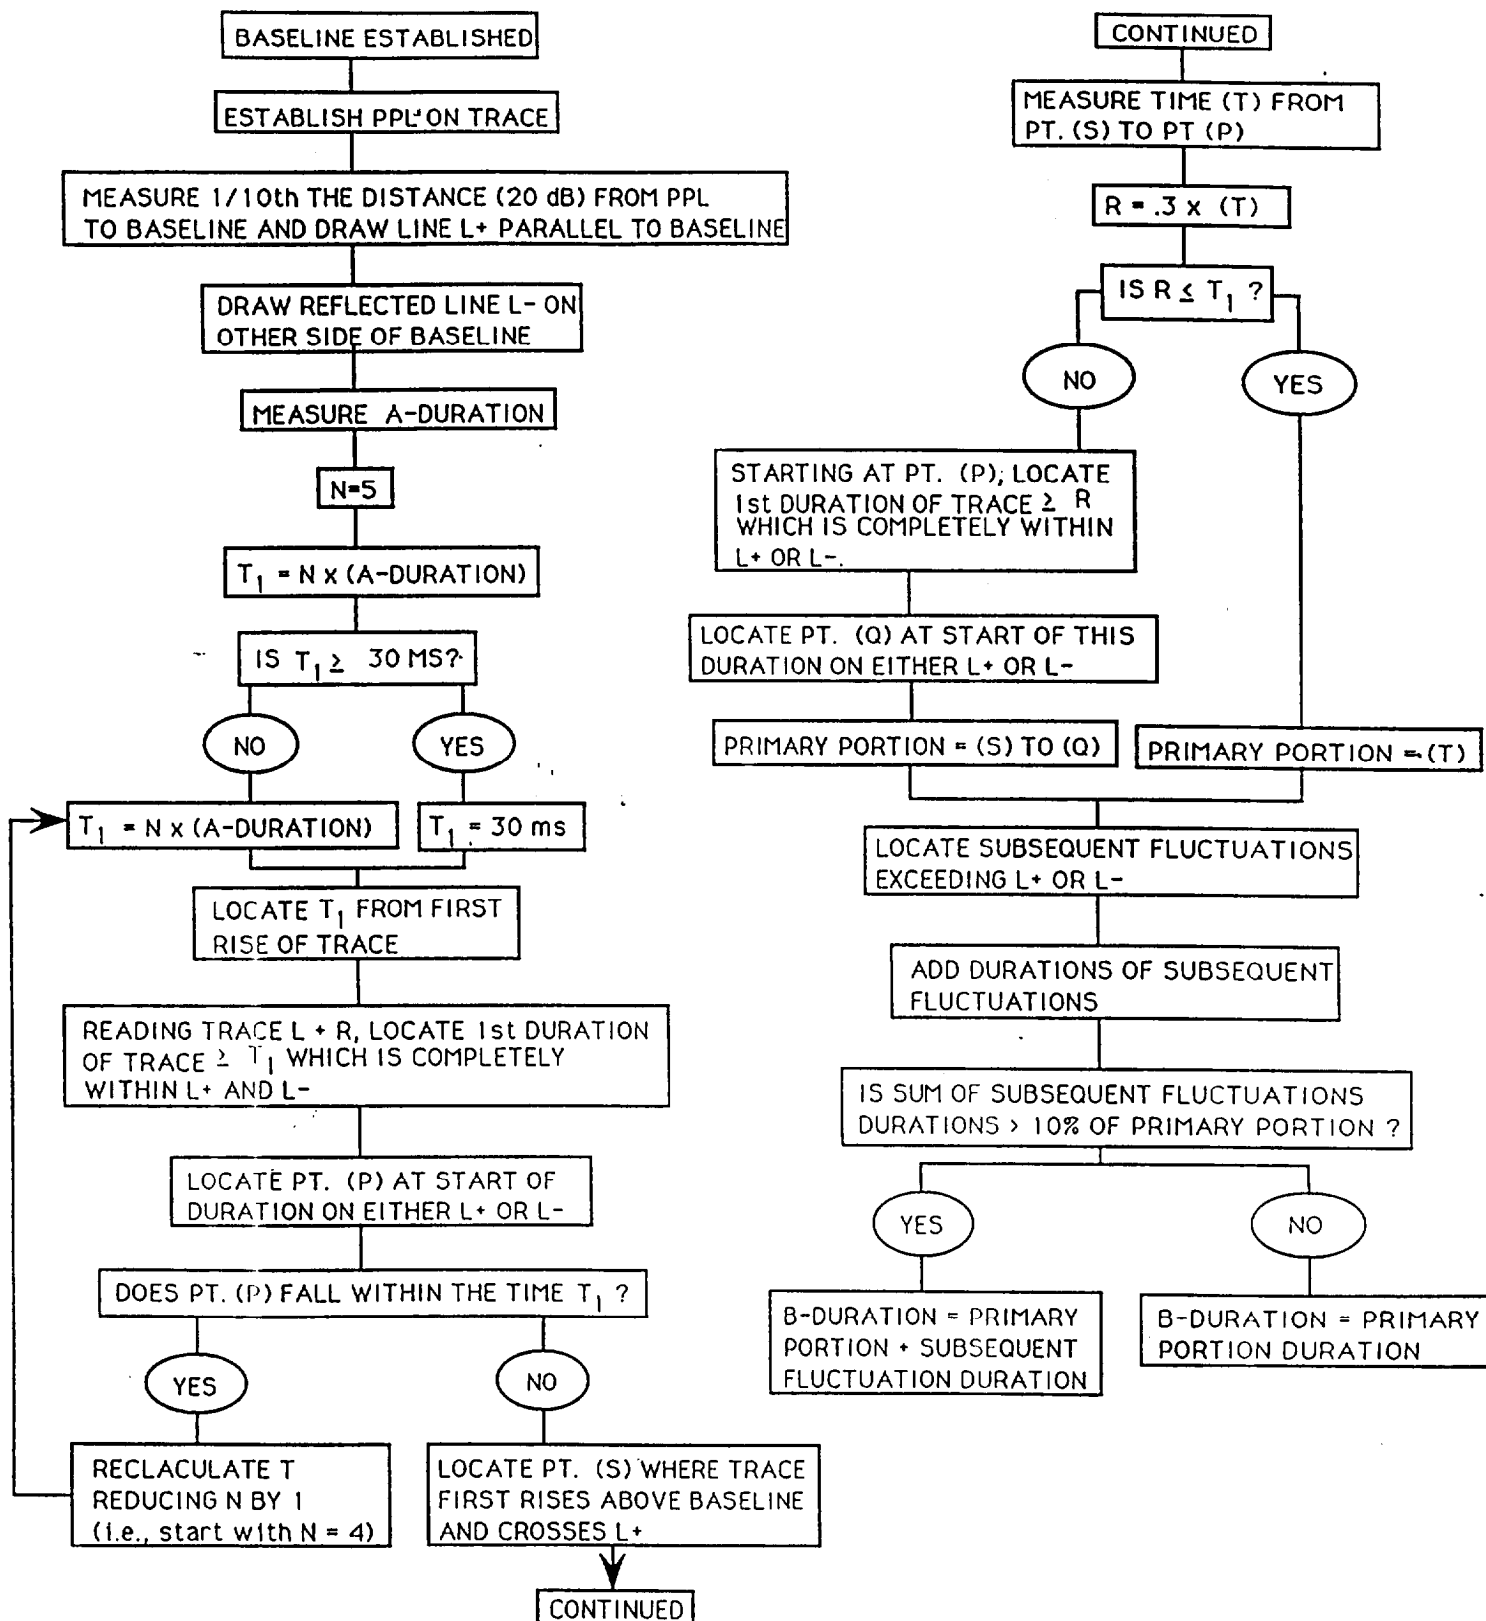 BASELINE ESTABLISHED
ESTABLISH PPL ON TRACE
MEASURE 1/10th THE DISTANCE (20 dB) FROM PPL
TO BASELINE AND DRAW LINE L+ PARALLEL TO BASELINE
DRAW REFLECTED LINE L- ON
OTHER SIDE OF BASELINE
MEASURE A-DURATION
N=5
T₁ = N x (A-DURATION)
IS T₁ ≥ 30 MS?
NO
YES
T₁ = N x (A-DURATION)
T₁ = 30 ms
LOCATE T₁ FROM FIRST
RISE OF TRACE
READING TRACE L + R, LOCATE 1st DURATION
OF TRACE ≥ T₁ WHICH IS COMPLETELY
WITHIN L+ AND L-
LOCATE PT. (P) AT START OF
DURATION ON EITHER L+ OR L-
DOES PT. (P) FALL WITHIN THE TIME T₁ ?
YES
NO
RECLACULATE T
REDUCING N BY 1
(i.e., start with N = 4)
LOCATE PT. (S) WHERE TRACE
FIRST RISES ABOVE BASELINE
AND CROSSES L+
CONTINUED
CONTINUED
MEASURE TIME (T) FROM
PT. (S) TO PT (P)
R = .3 x (T)
IS R ≤ T₁ ?
NO
YES
STARTING AT PT. (P); LOCATE
1st DURATION OF TRACE ≥ R
WHICH IS COMPLETELY WITHIN
L+ OR L-.
LOCATE PT. (Q) AT START OF THIS
DURATION ON EITHER L+ OR L-
PRIMARY PORTION = (S) TO (Q)
PRIMARY PORTION = (T)
LOCATE SUBSEQUENT FLUCTUATIONS
EXCEEDING L+ OR L-
ADD DURATIONS OF SUBSEQUENT
FLUCTUATIONS
IS SUM OF SUBSEQUENT FLUCTUATIONS
DURATIONS > 10% OF PRIMARY PORTION ?
YES
NO
B-DURATION = PRIMARY
PORTION + SUBSEQUENT
FLUCTUATION DURATION
B-DURATION = PRIMARY
PORTION DURATION